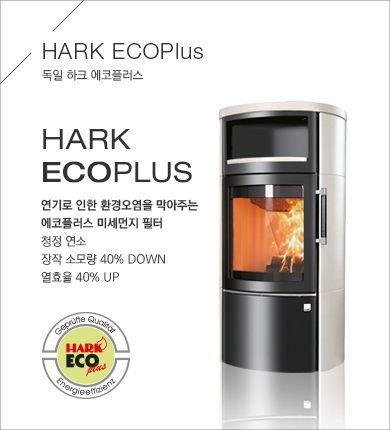 HARK ECOPlus
독일 하크 에코플러스
HARK
ECOPLUS
연기로 인한 환경오염을 막아주는
에코플러스 미세먼지 필터
청정 연소
장작 소모량 40% DOWN
열효율 40% UP
Geprüfte Qualität
HARK
ECO
plus
Energieeffizienz